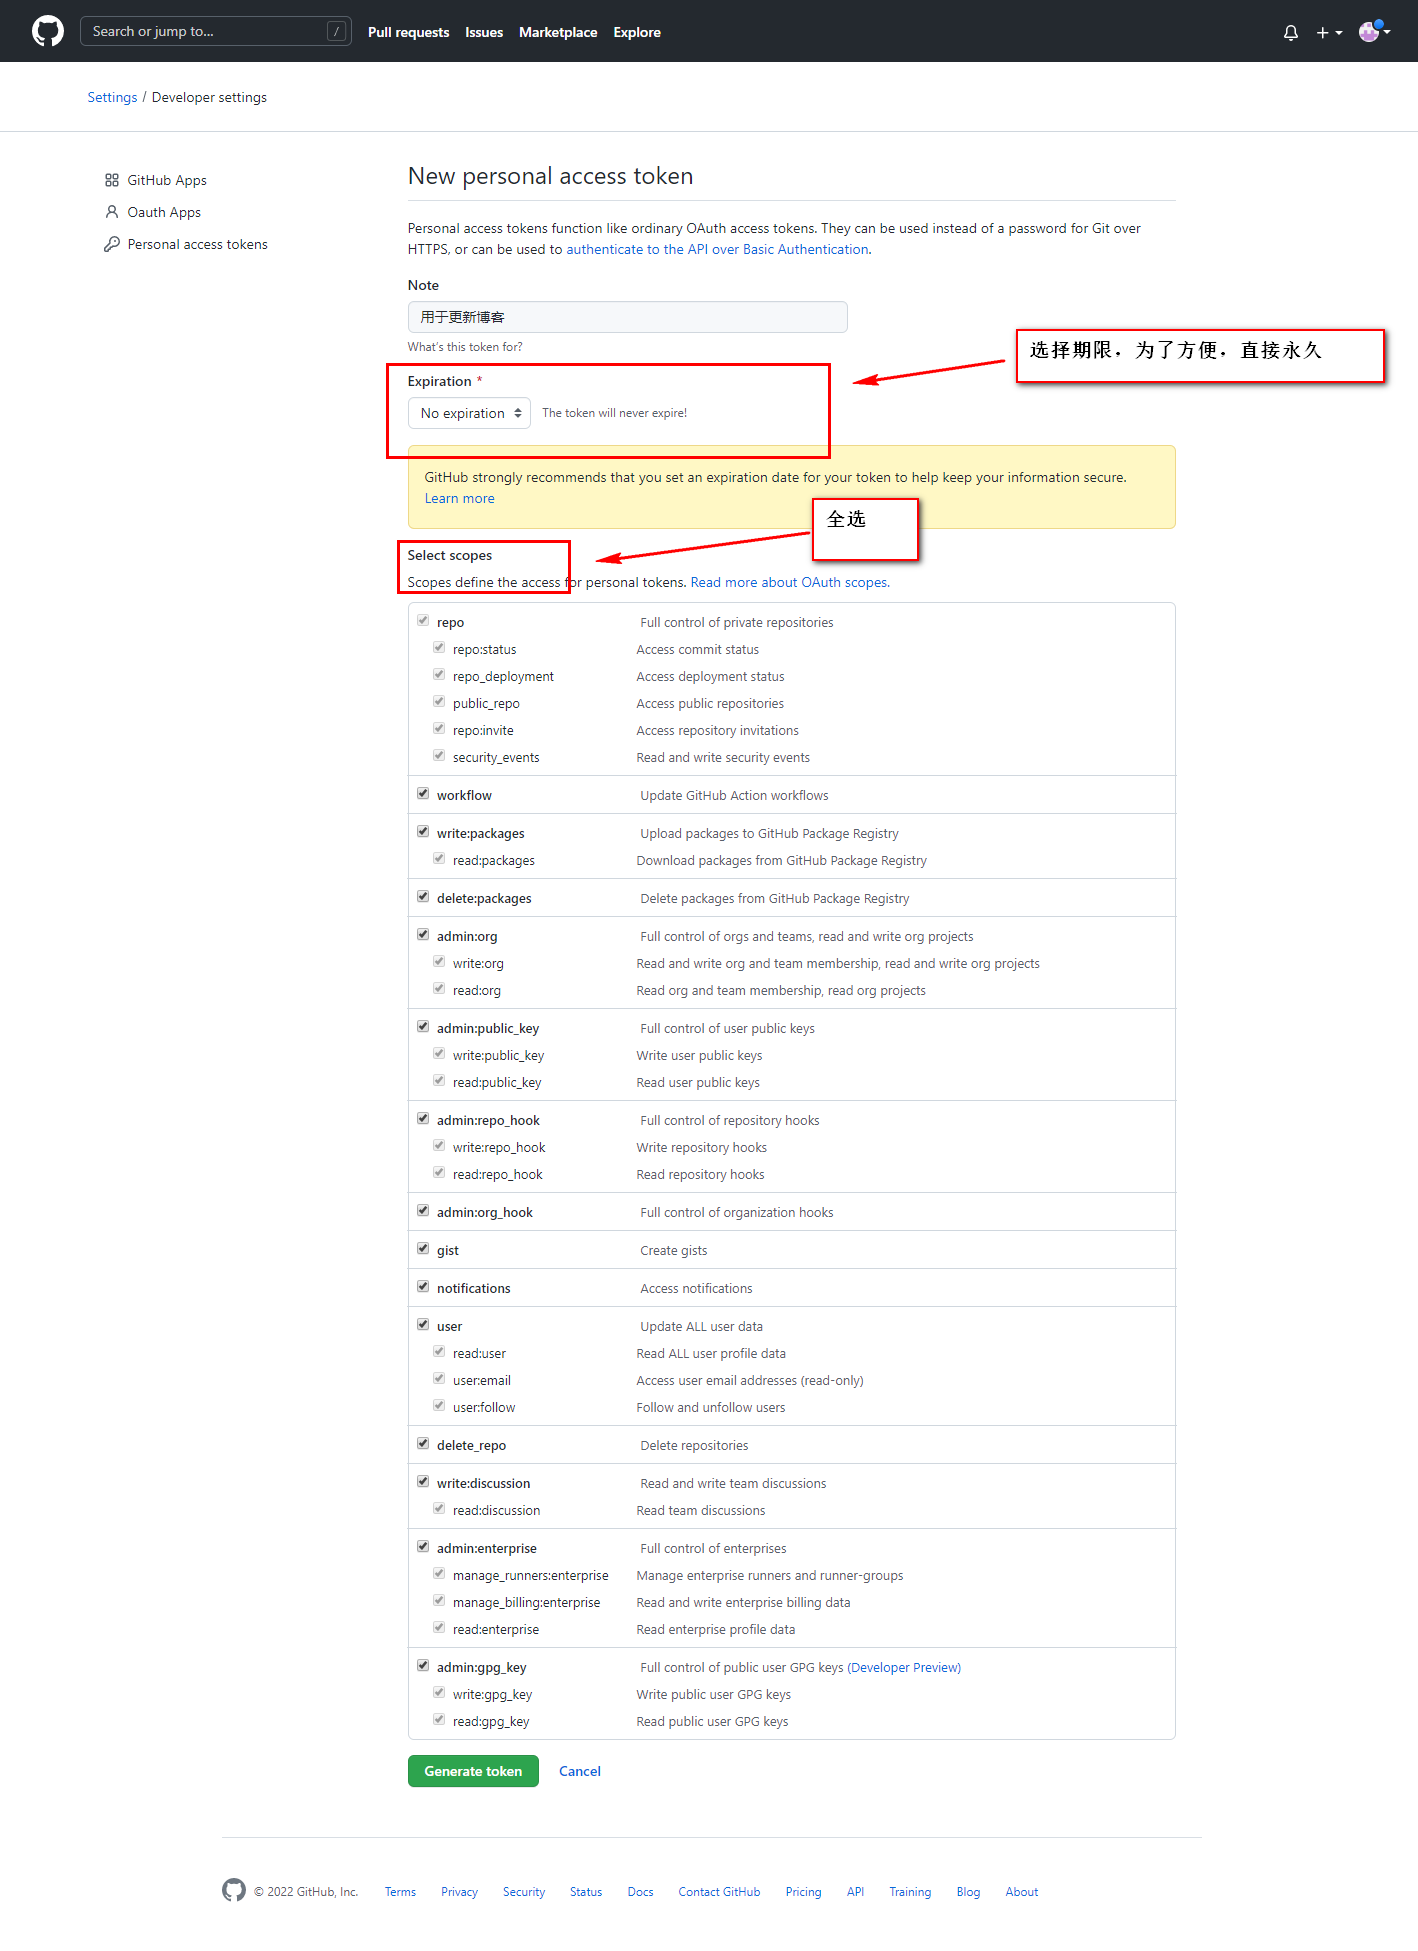 Search or jump to... /
Pull requests Issues Marketplace Explore
Settings / Developer settings
GitHub Apps
Oauth Apps
Personal access tokens
New personal access token
Personal access tokens function like ordinary OAuth access tokens. They can be used instead of a password for Git over
HTTPS, or can be used to authenticate to the API over Basic Authentication.
Note
用于更新博客
What's this token for?
选择期限，为了方便，直接永久
Expiration *
No expiration The token will never expire!
GitHub strongly recommends that you set an expiration date for your token to help keep your information secure.
Learn more
全选
Select scopes
Scopes define the access for personal tokens. Read more about OAuth scopes.
repo Full control of private repositories
repo:status Access commit status
repo_deployment Access deployment status
public_repo Access public repositories
repo:invite Access repository invitations
security_events Read and write security events
workflow Update GitHub Action workflows
write:packages Upload packages to GitHub Package Registry
read:packages Download packages from GitHub Package Registry
delete:packages Delete packages from GitHub Package Registry
admin:org Full control of orgs and teams, read and write org projects
write:org Read and write org and team membership, read and write org projects
read:org Read org and team membership, read org projects
admin:public_key Full control of user public keys
write:public_key Write user public keys
read:public_key Read user public keys
admin:repo_hook Full control of repository hooks
write:repo_hook Write repository hooks
read:repo_hook Read repository hooks
admin:org_hook Full control of organization hooks
gist Create gists
notifications Access notifications
user Update ALL user data
read:user Read ALL user profile data
user:email Access user email addresses (read-only)
user:follow Follow and unfollow users
delete_repo Delete repositories
write:discussion Read and write team discussions
read:discussion Read team discussions
admin:enterprise Full control of enterprises
manage_runners:enterprise Manage enterprise runners and runner-groups
manage_billing:enterprise Read and write enterprise billing data
read:enterprise Read enterprise profile data
admin:gpg_key Full control of public user GPG keys (Developer Preview)
write:gpg_key Write public user GPG keys
read:gpg_key Read public user GPG keys
Generate token Cancel
© 2022 GitHub, Inc. Terms Privacy Security Status Docs Contact GitHub Pricing API Training Blog About